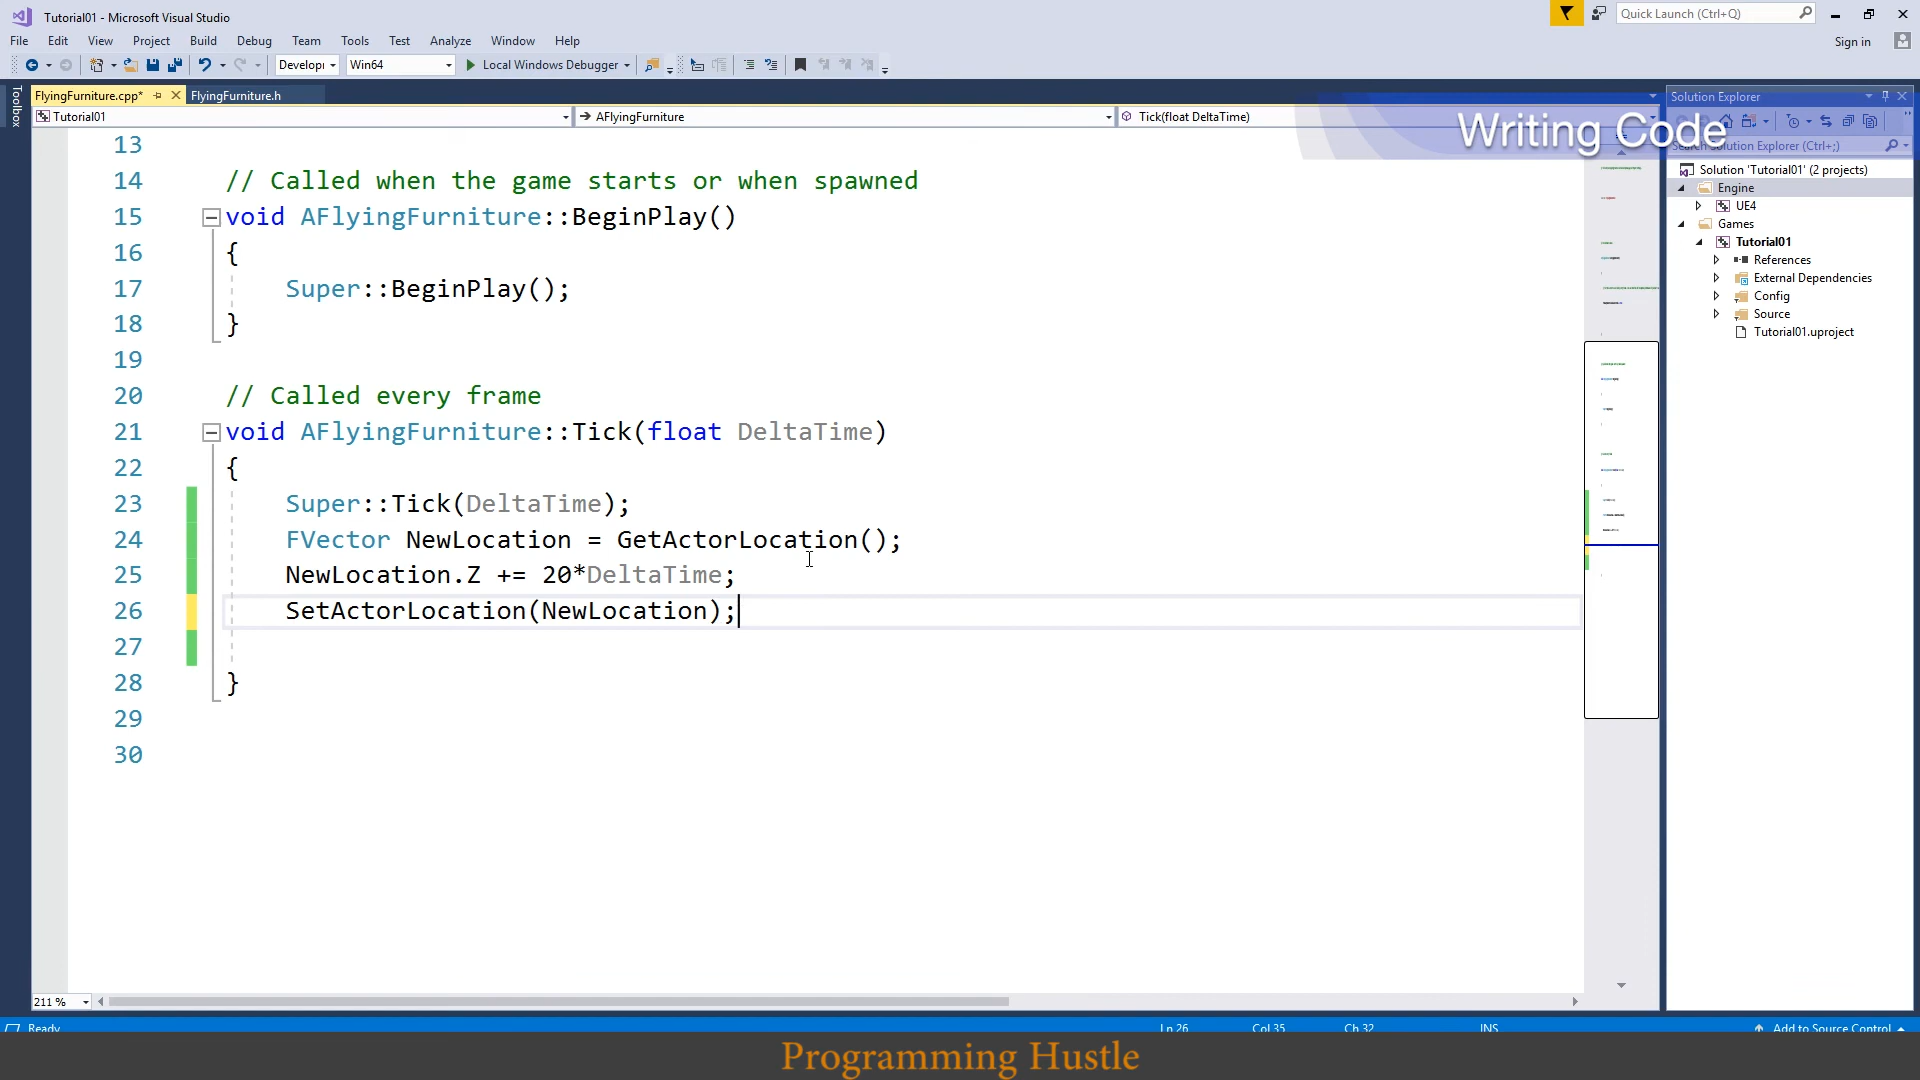 Tutorial01 - Microsoft Visual Studio
Quick Launch (Ctrl+Q)
File Edit View Project Build Debug Team Tools Test Analyze Window Help
Sign in
Develop Win64 Local Windows Debugger
Toolbox
FlyingFurniture.cpp* FlyingFurniture.h
Solution Explorer
Tutorial01 AFlyingFurniture Tick(float DeltaTime)
Writing Code
Search Solution Explorer (Ctrl+;)
13
14 // Called when the game starts or when spawned
15 void AFlyingFurniture::BeginPlay()
16 {
17 Super::BeginPlay();
18 }
19
20 // Called every frame
21 void AFlyingFurniture::Tick(float DeltaTime)
22 {
23 Super::Tick(DeltaTime);
24 FVector NewLocation = GetActorLocation();
25 NewLocation.Z += 20*DeltaTime;
26 SetActorLocation(NewLocation);
27
28 }
29
30
Solution 'Tutorial01' (2 projects)
Engine
UE4
Games
Tutorial01
References
External Dependencies
Config
Source
Tutorial01.uproject
211 %
Ready Ln 26 Col 35 Ch 32 INS Add to Source Control
Programming Hustle